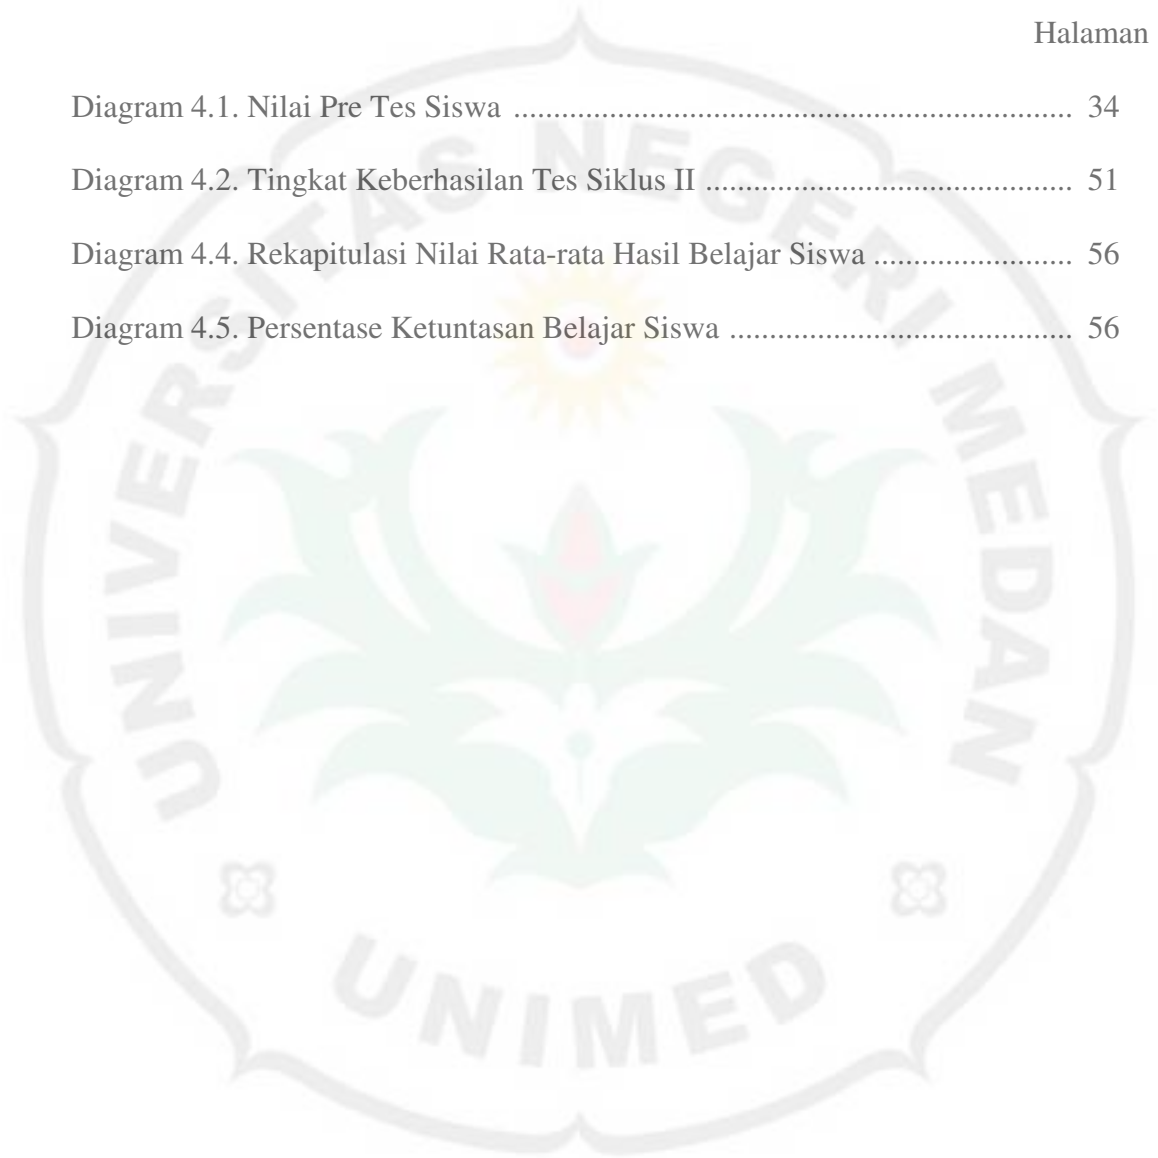 Halaman
Diagram 4.1. Nilai Pre Tes Siswa ..................................................................... 34
Diagram 4.2. Tingkat Keberhasilan Tes Siklus II ............................................. 51
Diagram 4.4. Rekapitulasi Nilai Rata-rata Hasil Belajar Siswa ........................ 56
Diagram 4.5. Persentase Ketuntasan Belajar Siswa .......................................... 56
UNIVERSITAS NEGERI MEDAN
UNIMED